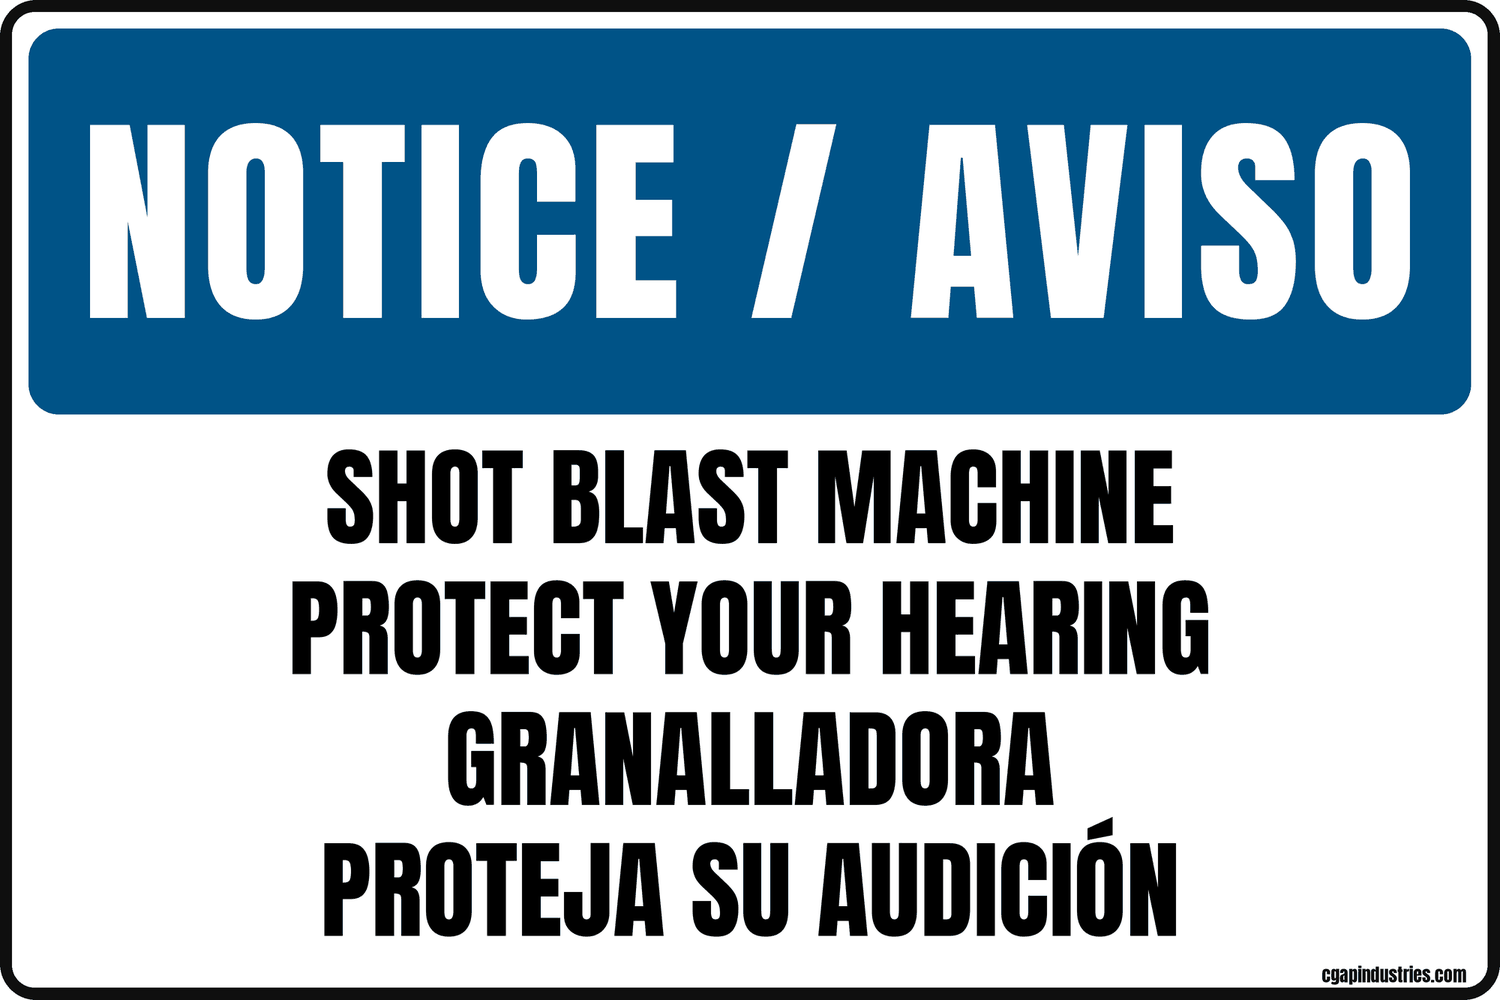 NOTICE / AVISO
SHOT BLAST MACHINE
PROTECT YOUR HEARING
GRANALLADORA
PROTEJA SU AUDICIÓN
cgapindustries.com